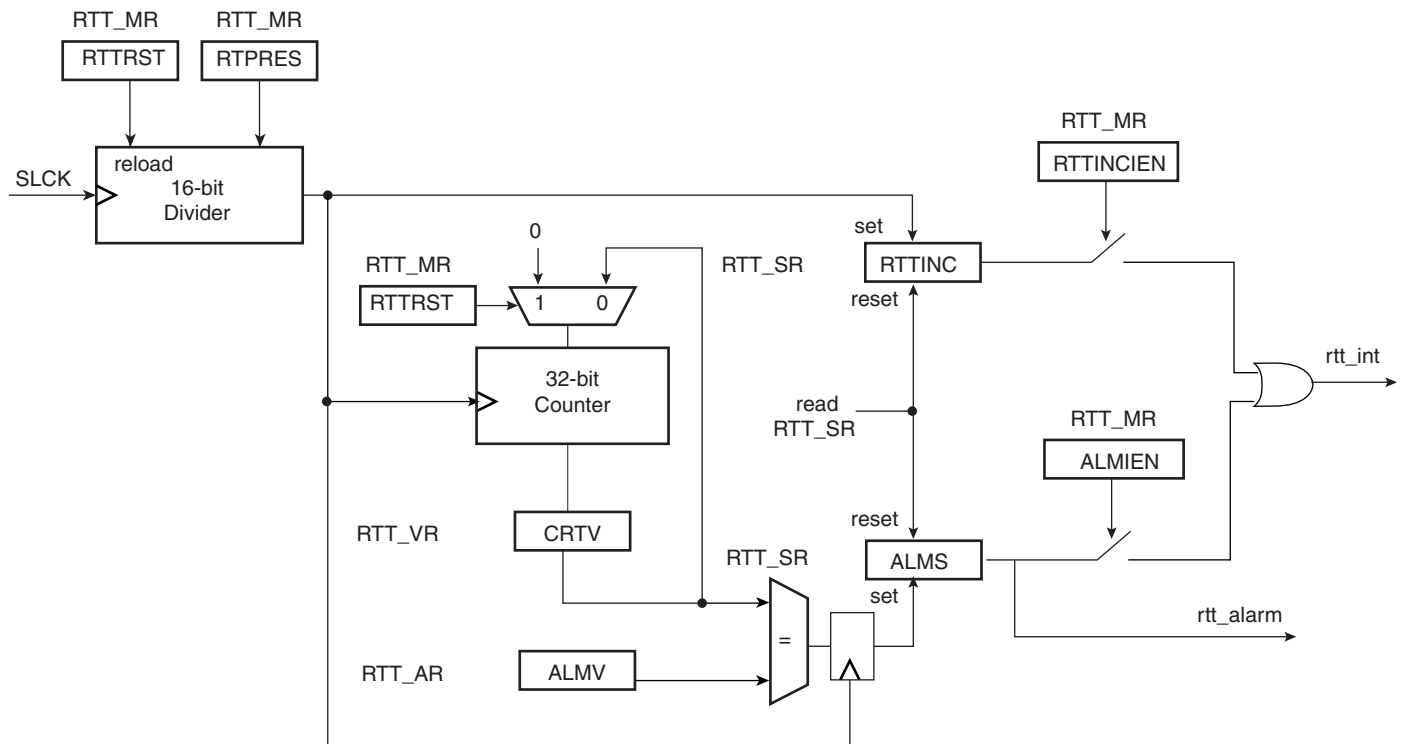 RTT_MR
RTT_MR
RTTRST
RTPRES
reload
16-bit
Divider
SLCK
RTT_MR
RTTINCIEN
0
set
RTT_MR
RTT_SR
RTTINC
RTTRST
1
0
reset
32-bit
Counter
rtt_int
read
RTT_SR
RTT_MR
ALMIEN
reset
RTT_VR
CRTV
RTT_SR
ALMS
set
rtt_alarm
=
RTT_AR
ALMV